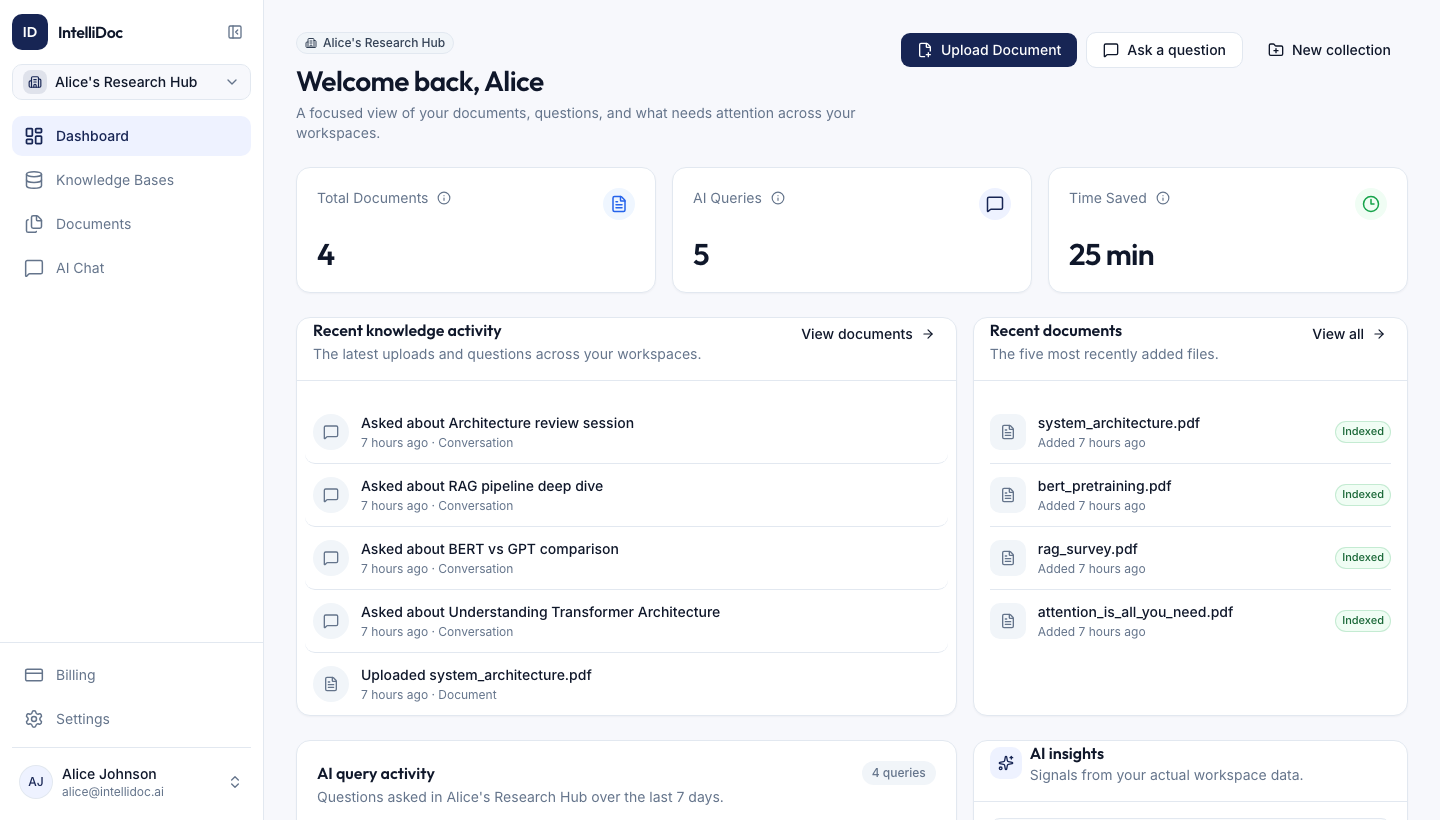 ID
IntelliDoc
Alice's Research Hub
Dashboard
Knowledge Bases
Documents
AI Chat
Billing
Settings
AJ
Alice Johnson
alice@intellidoc.ai
Alice's Research Hub
Welcome back, Alice
A focused view of your documents, questions, and what needs attention across your
workspaces.
Upload Document
Ask a question
New collection
Total Documents
4
AI Queries
5
Time Saved
25 min
Recent knowledge activity
The latest uploads and questions across your workspaces.
View documents
Asked about Architecture review session
7 hours ago · Conversation
Asked about RAG pipeline deep dive
7 hours ago · Conversation
Asked about BERT vs GPT comparison
7 hours ago · Conversation
Asked about Understanding Transformer Architecture
7 hours ago · Conversation
Uploaded system_architecture.pdf
7 hours ago · Document
Recent documents
The five most recently added files.
View all
system_architecture.pdf
Added 7 hours ago
Indexed
bert_pretraining.pdf
Added 7 hours ago
Indexed
rag_survey.pdf
Added 7 hours ago
Indexed
attention_is_all_you_need.pdf
Added 7 hours ago
Indexed
AI query activity
4 queries
Questions asked in Alice's Research Hub over the last 7 days.
AI insights
Signals from your actual workspace data.